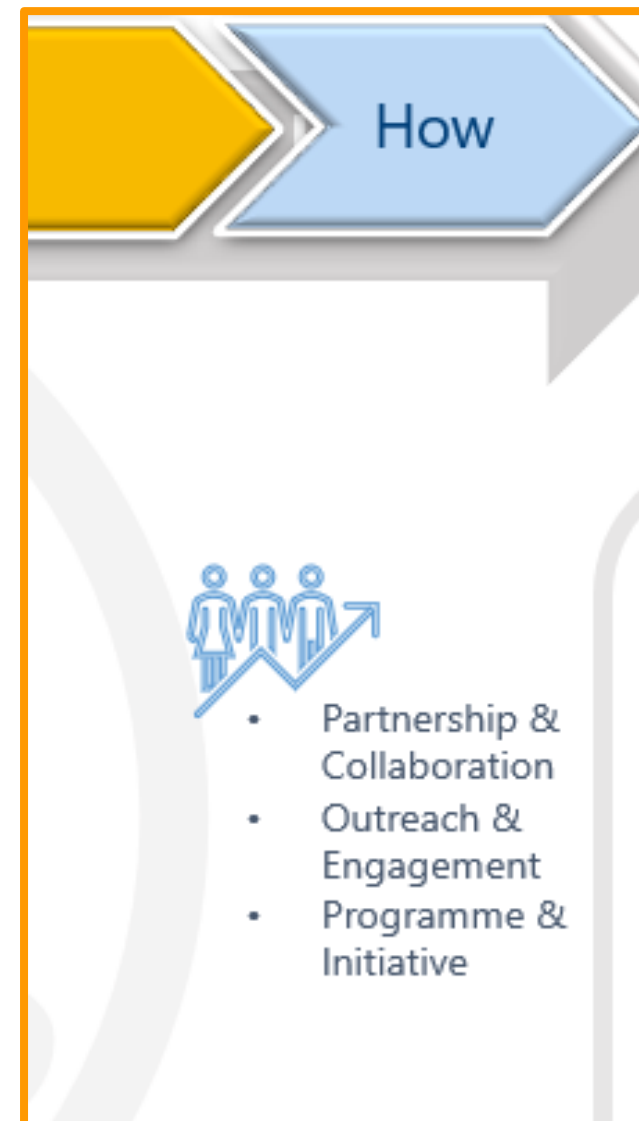 How
• Partnership &
Collaboration
• Outreach &
Engagement
• Programme &
Initiative